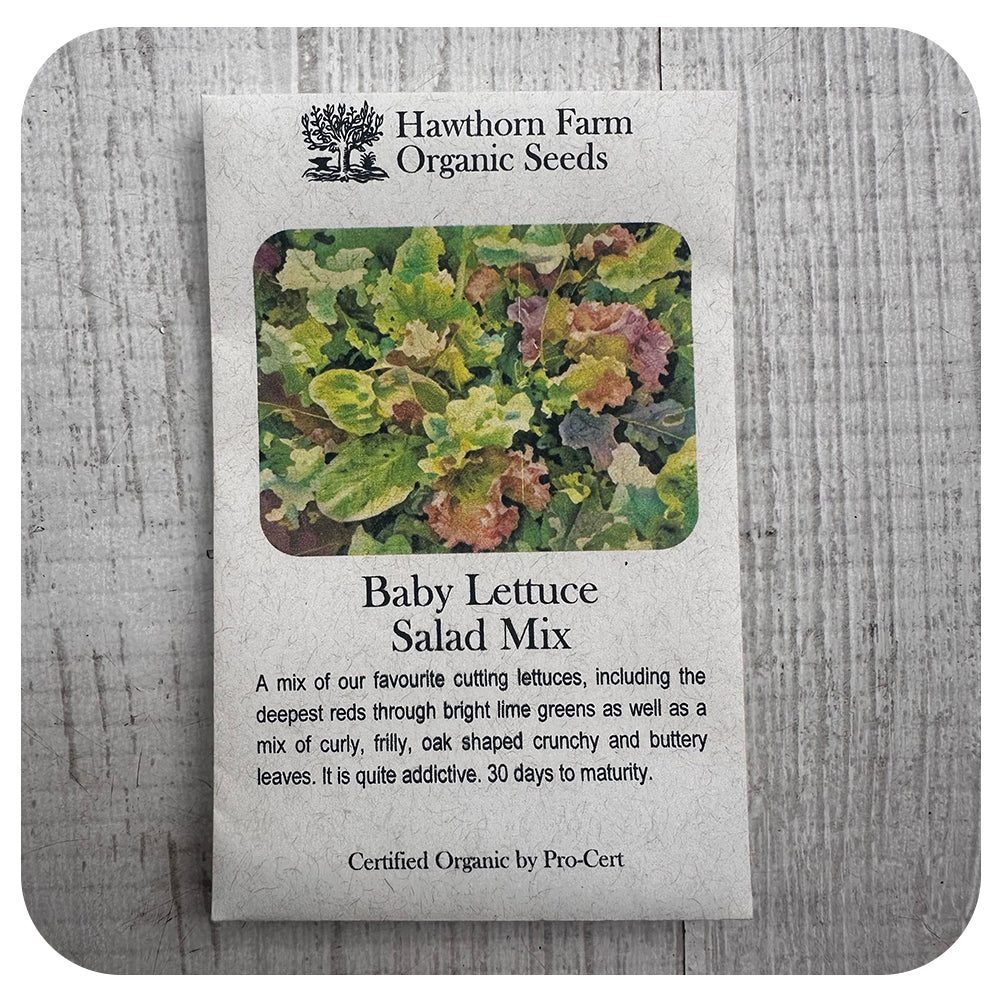 Hawthorn Farm
Organic Seeds
Baby Lettuce
Salad Mix
A mix of our favourite cutting lettuces, including the
deepest reds through bright lime greens as well as a
mix of curly, frilly, oak shaped crunchy and buttery
leaves. It is quite addictive. 30 days to maturity.
Certified Organic by Pro-Cert